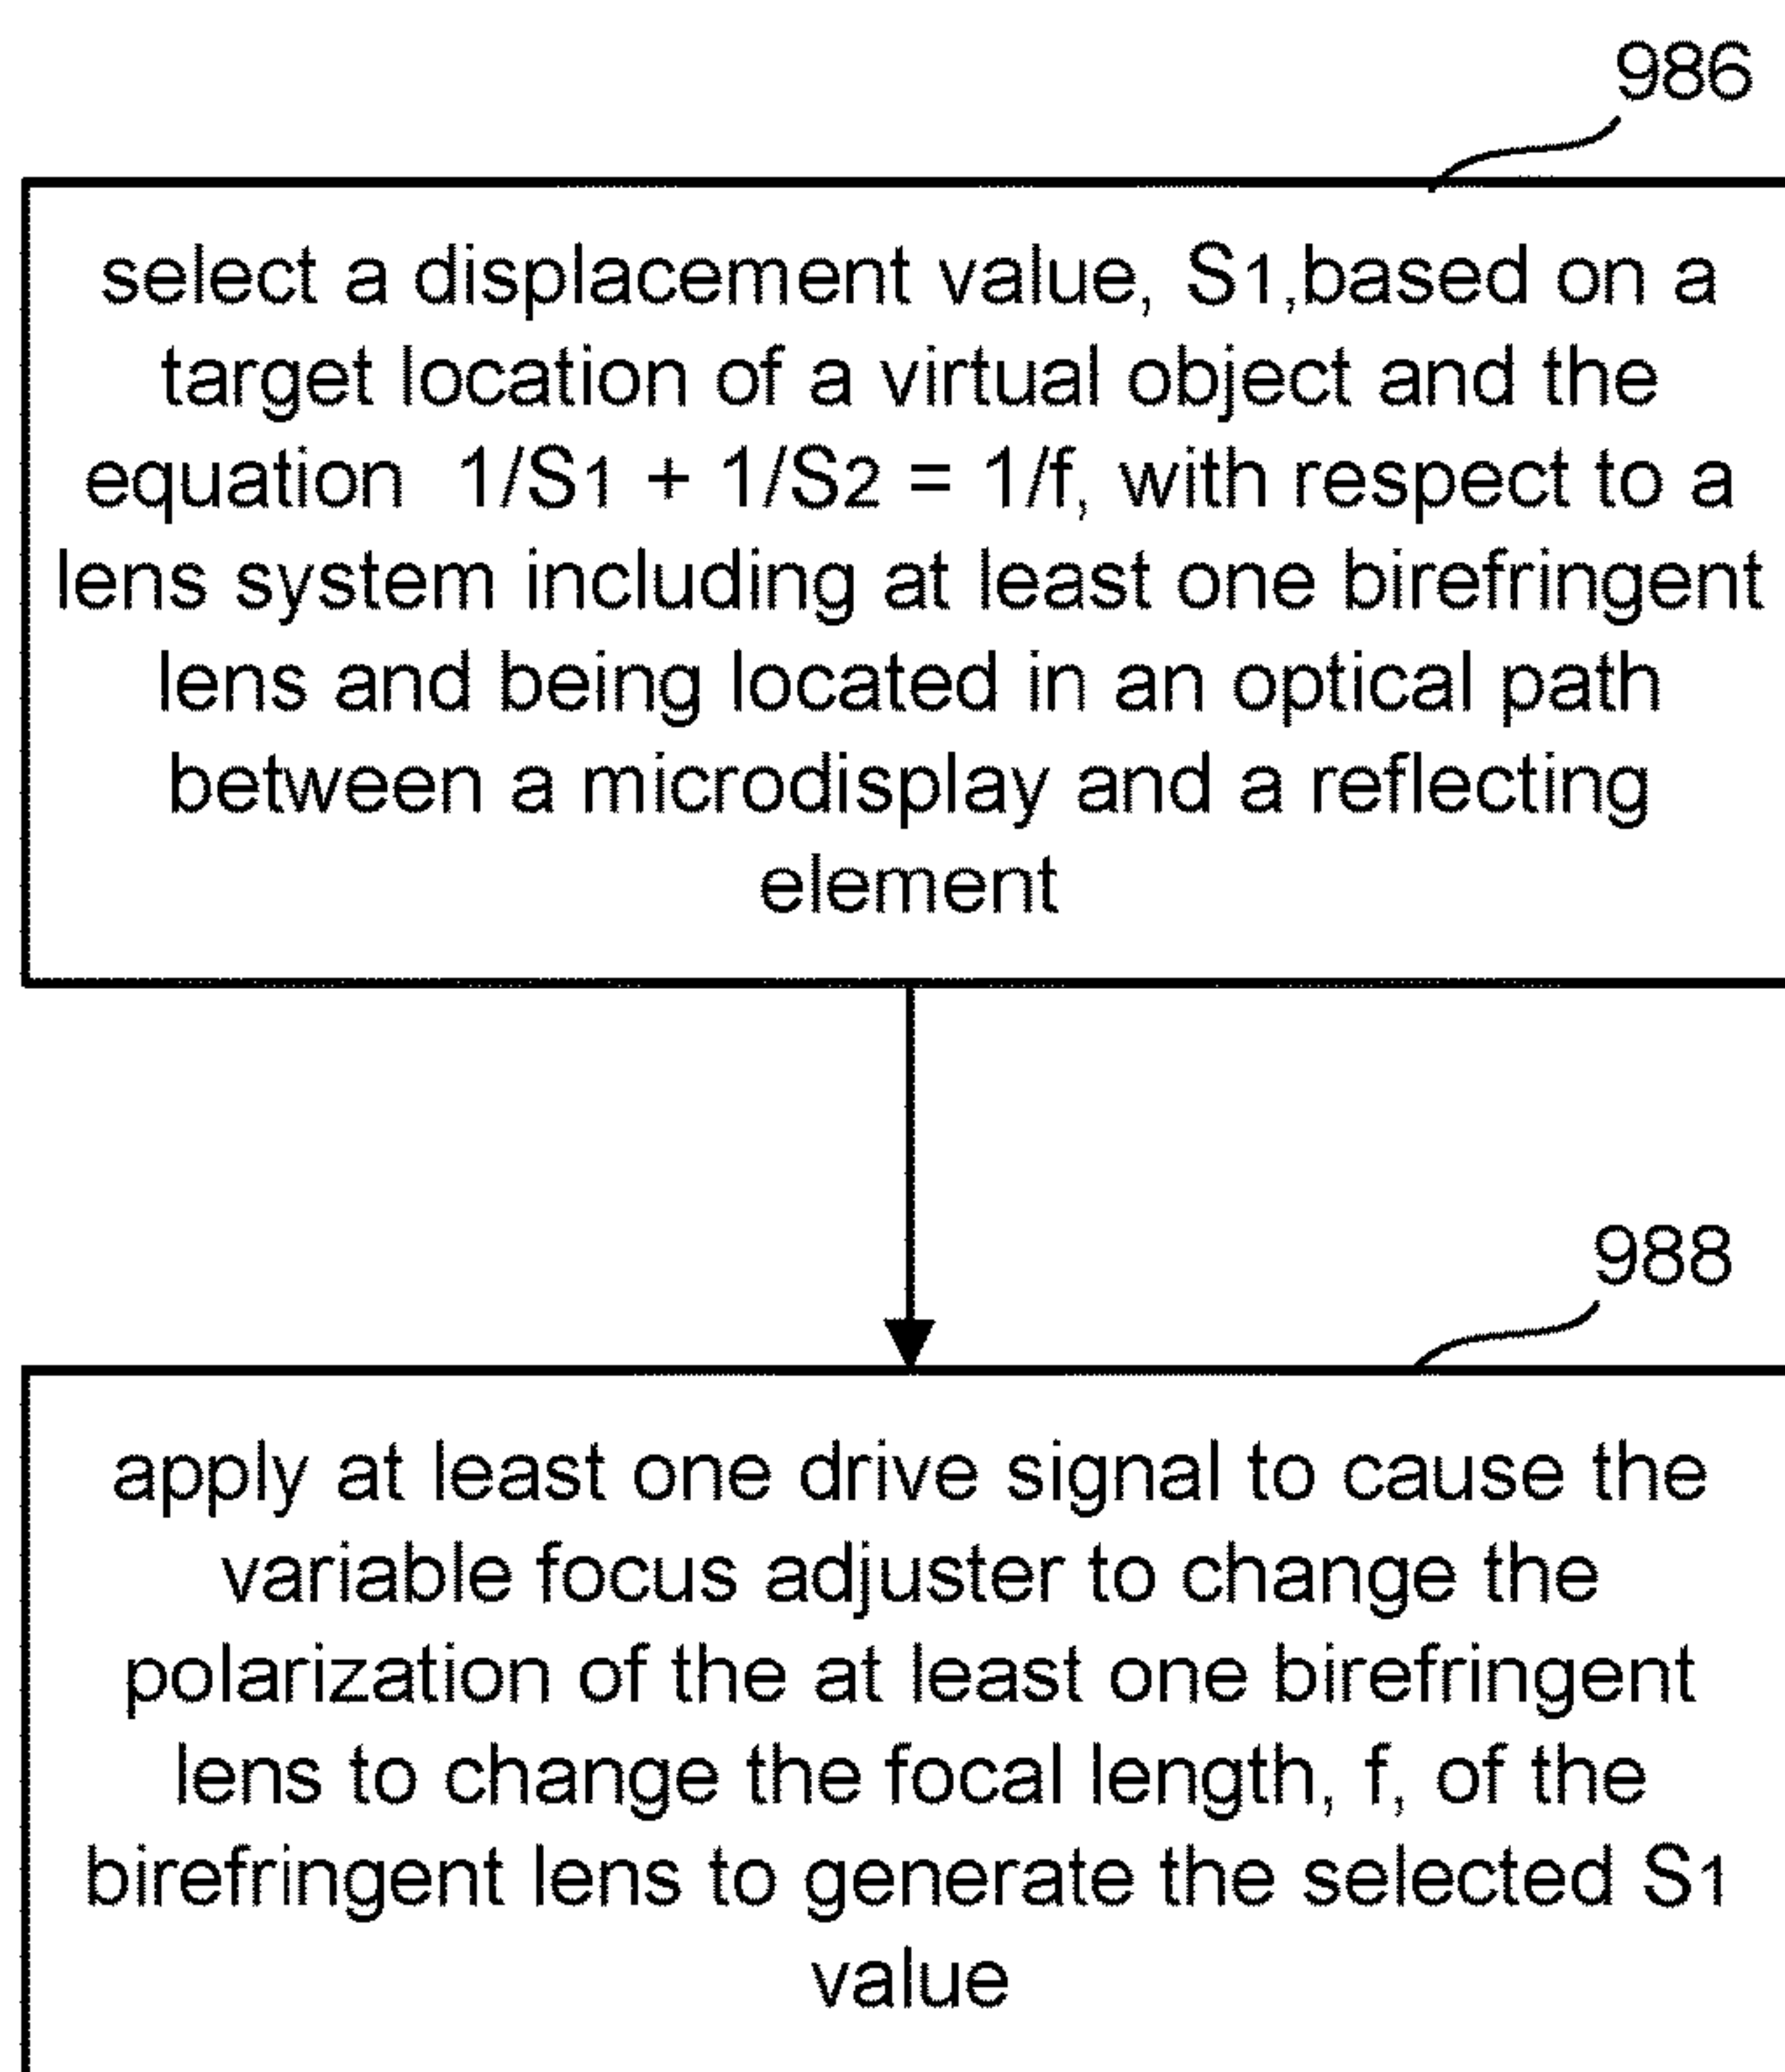 986
select a displacement value, S1,based on a
target location of a virtual object and the
equation 1/S1 + 1/S2 = 1/f, with respect to a
lens system including at least one birefringent
lens and being located in an optical path
between a microdisplay and a reflecting
element
988
apply at least one drive signal to cause the
variable focus adjuster to change the
polarization of the at least one birefringent
lens to change the focal length, f, of the
birefringent lens to generate the selected S1
value